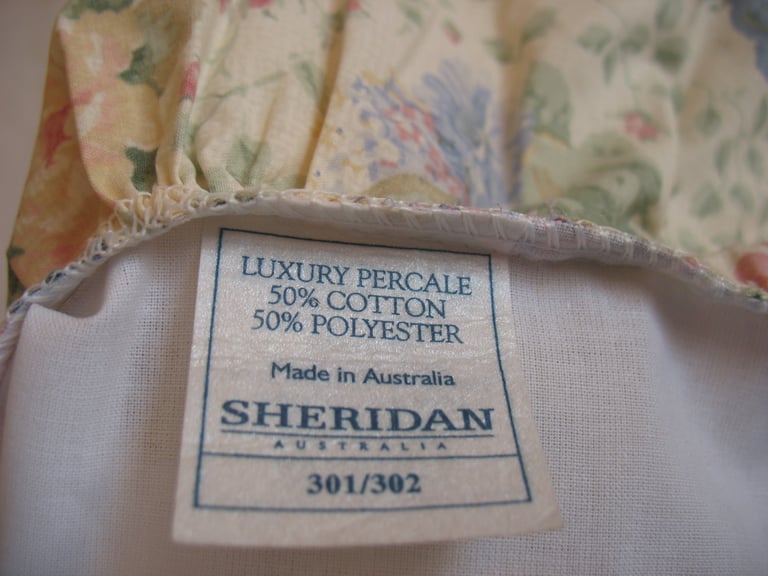 LUXURY PERCALE
50% COTTON
50% POLYESTER
Made in Australia
SHERIDAN
AUSTRALIA
301/302